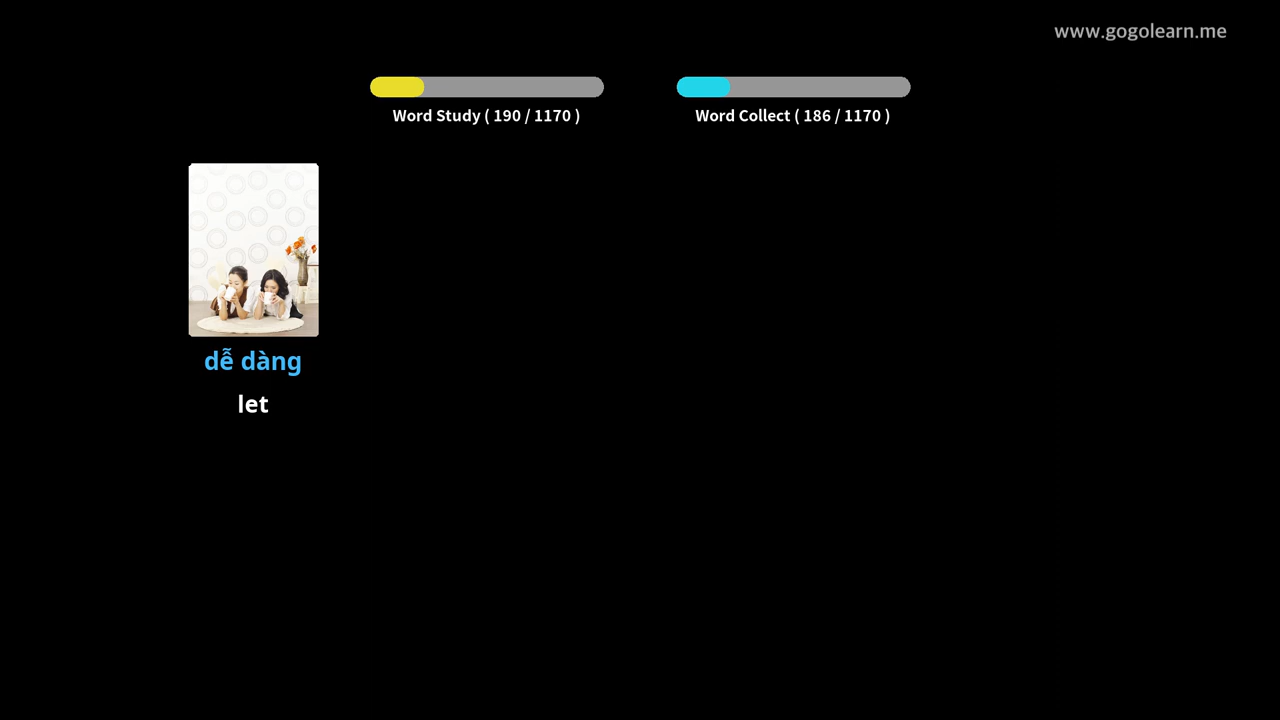 www.gogolearn.me
Word Study ( 190 / 1170 )
Word Collect ( 186 / 1170 )
dễ dàng
let